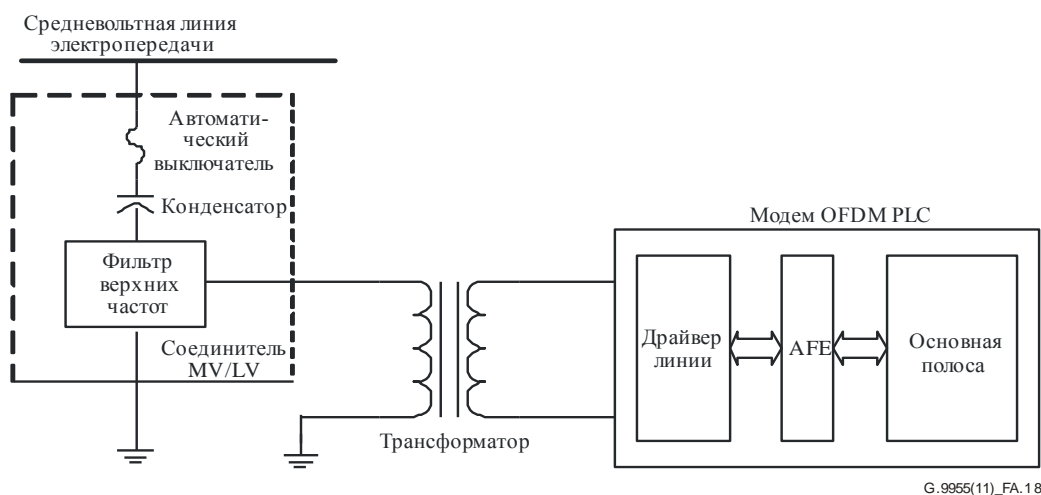 Средневольтная линия
электропередачи
Автомати-
ческий
выключатель
Конденсатор
Фильтр
верхних
частот
Соединитель
MV/LV
Трансформатор
Модем OFDM PLC
Драйвер
линии
AFE
Основная
полоса
G.9955(11)_FA.18